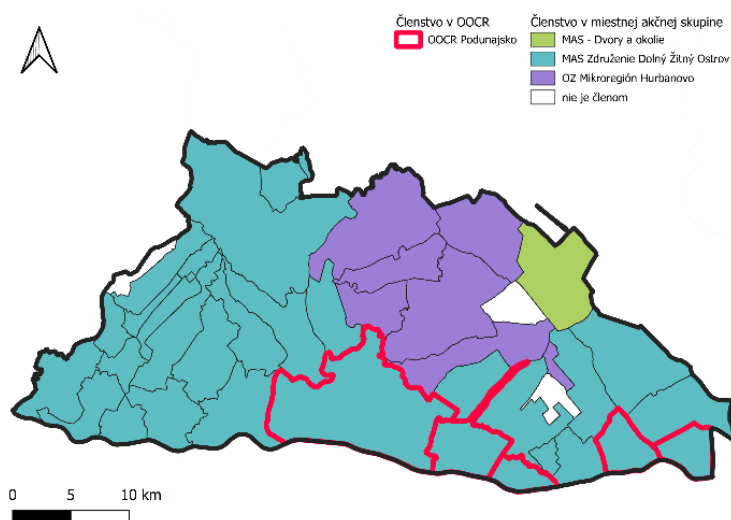 Členstvo v OOCR
OOCR Podunajsko
Členstvo v miestnej akčnej skupine
MAS - Dvory a okolie
MAS Združenie Dolný Žitný Ostrov
OZ Mikroregión Hurbanovo
nie je členom
0 5 10 km